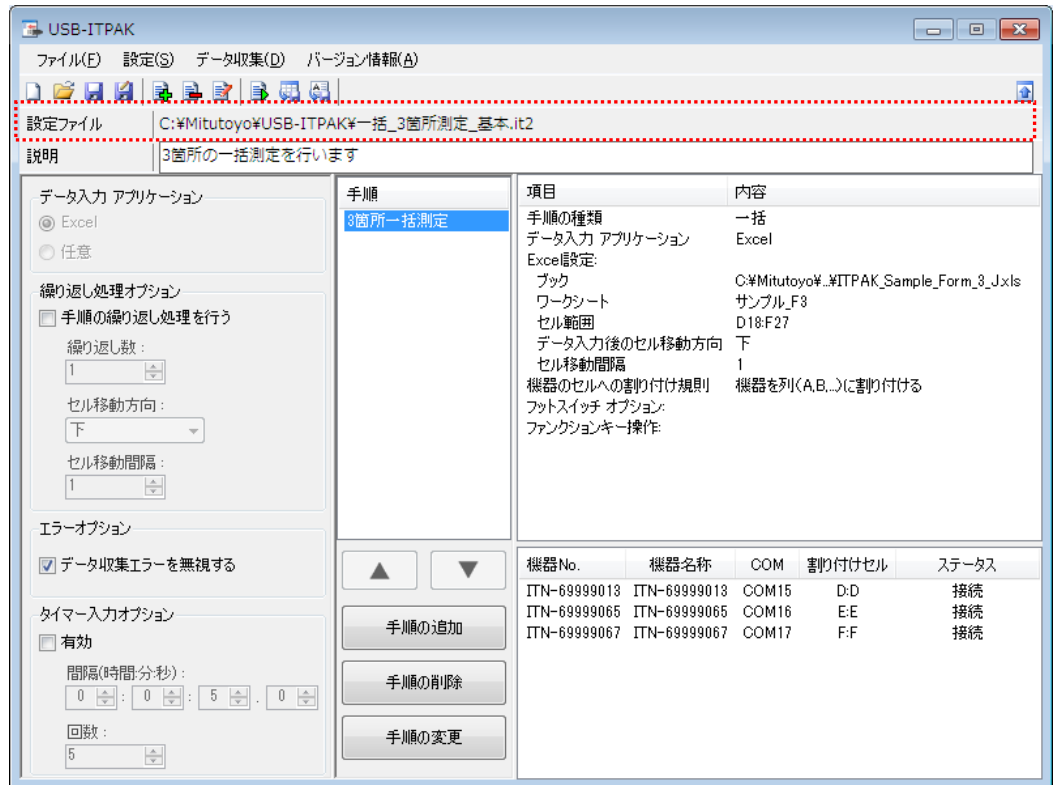 USB-ITPAK
ファイル(F) 設定(S) データ収集(D) バージョン情報(A)
設定ファイル C:¥Mitutoyo¥USB-ITPAK¥一括_3箇所測定_基本.it2
説明 3箇所の一括測定を行います
データ入力 アプリケーション
Excel
任意
繰り返し処理オプション
手順の繰り返し処理を行う
繰り返し数 :
1
セル移動方向 :
下
セル移動間隔 :
1
エラーオプション
データ収集エラーを無視する
タイマー入力オプション
有効
間隔(時間:分:秒) :
0 : 0 : 5 . 0
回数 :
5
手順
3箇所一括測定
手順の追加
手順の削除
手順の変更
項目 内容
手順の種類 一括
データ入力 アプリケーション Excel
Excel設定:
ブック C:¥Mitutoyo¥..¥ITPAK_Sample_Form_3_J.xls
ワークシート サンプル_F3
セル範囲 D18:F27
データ入力後のセル移動方向 下
セル移動間隔 1
機器のセルへの割り付け規則 機器を列(A,B,...)に割り付ける
フットスイッチ オプション:
ファンクションキー操作:
機器No. 機器名称 COM 割り付けセル ステータス
ITN-69999013 ITN-69999013 COM15 D:D 接続
ITN-69999065 ITN-69999065 COM16 E:E 接続
ITN-69999067 ITN-69999067 COM17 F:F 接続